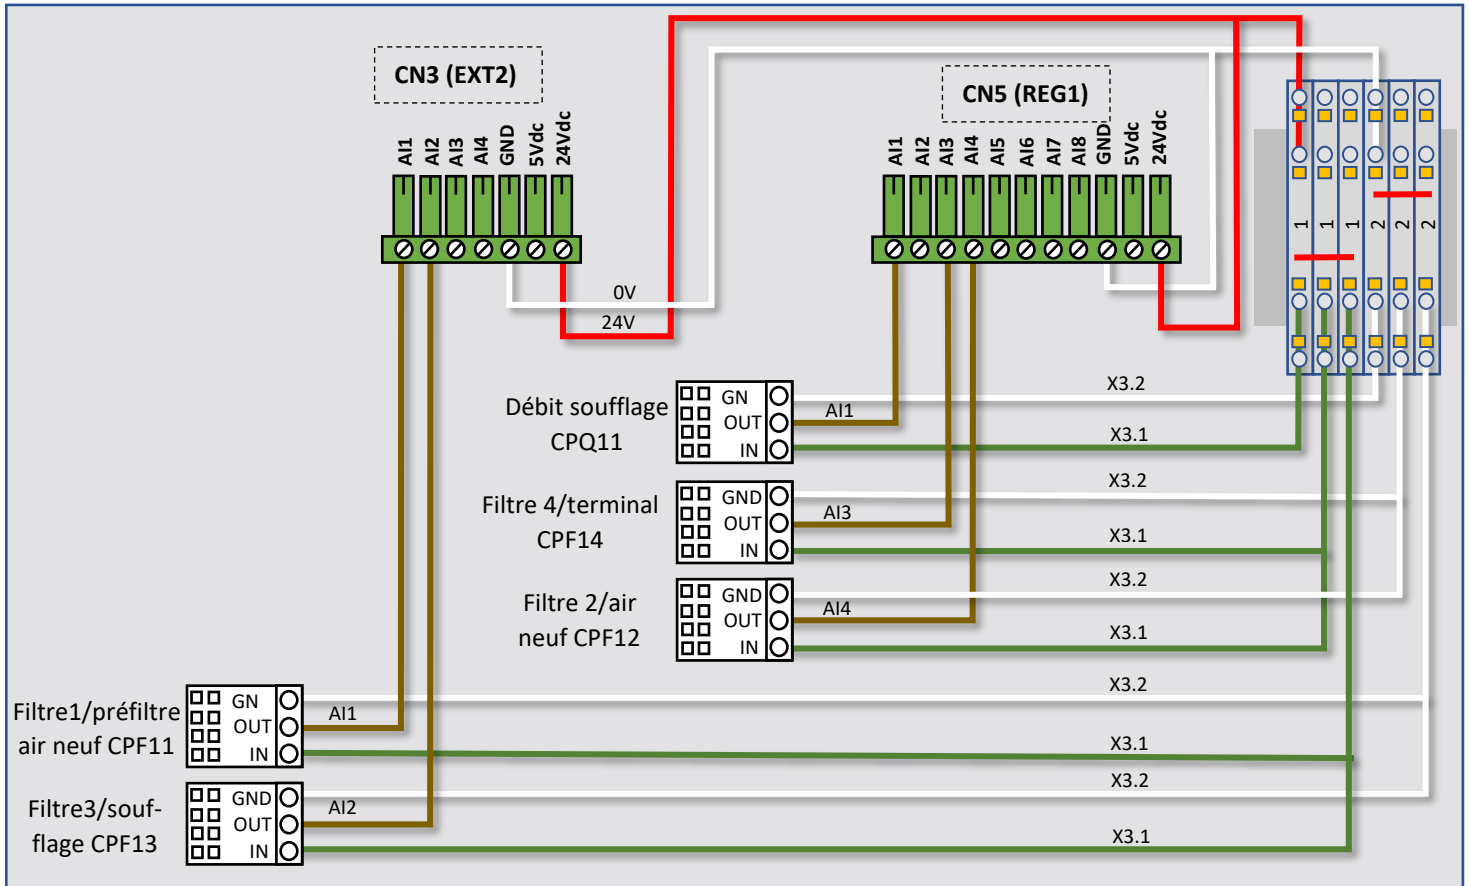 CN3 (EXT2)
CN5 (REG1)
AI1
AI2
AI3
AI4
GND
5Vdc
24Vdc
AI1
AI2
AI3
AI4
AI5
AI6
AI7
AI8
GND
5Vdc
24Vdc
1
1
1
2
2
2
0V
24V
Débit soufflage
CPQ11
GN
OUT
IN
AI1
X3.2
X3.1
Filtre 4/terminal
CPF14
GND
OUT
IN
AI3
X3.2
X3.1
Filtre 2/air
neuf CPF12
GND
OUT
IN
AI4
X3.2
X3.1
Filtre1/préfiltre
air neuf CPF11
GN
OUT
IN
AI1
X3.2
X3.1
Filtre3/souf-
flage CPF13
GND
OUT
IN
AI2
X3.2
X3.1